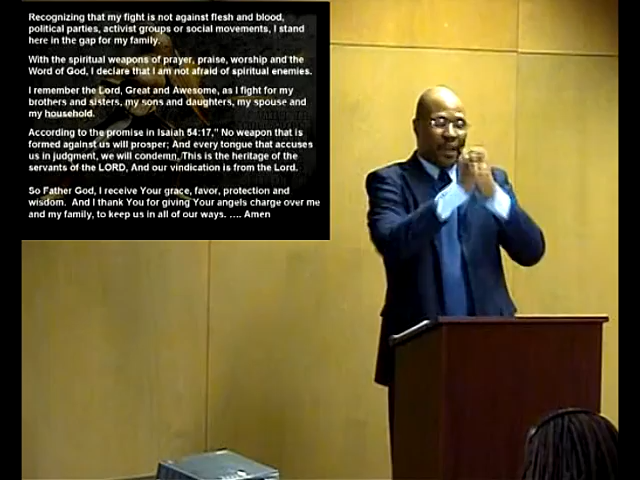 Recognizing that my fight is not against flesh and blood,
political parties, activist groups or social movements, I stand
here in the gap for my family.
With the spiritual weapons of prayer, praise, worship and the
Word of God, I declare that I am not afraid of spiritual enemies.
I remember the Lord, Great and Awesome, as I fight for my
brothers and sisters, my sons and daughters, my spouse and
my household.
According to the promise in Isaiah 54:17," No weapon that is
formed against us will prosper; And every tongue that accuses
us in judgment, we will condemn. This is the heritage of the
servants of the LORD, And our vindication is from the Lord.
So Father God, I receive Your grace, favor, protection and
wisdom. And I thank You for giving Your angels charge over me
and my family, to keep us in all of our ways. .... Amen